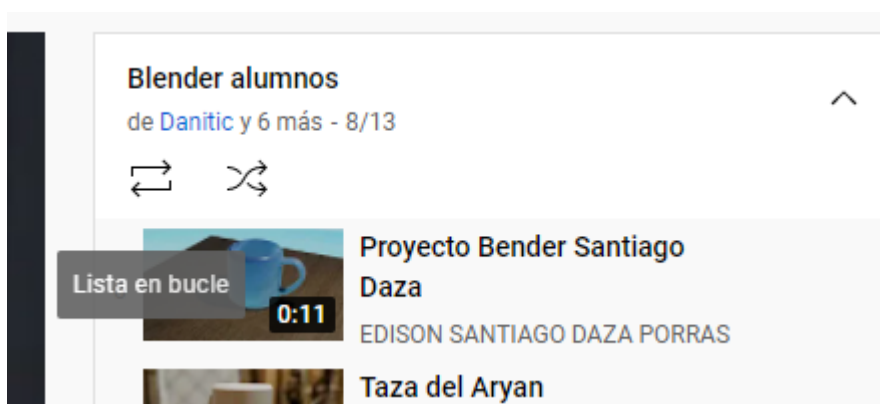 Blender alumnos
de Danitic y 6 más - 8/13
Lista en bucle
0:11
Proyecto Bender Santiago
Daza
EDISON SANTIAGO DAZA PORRAS
Taza del Aryan